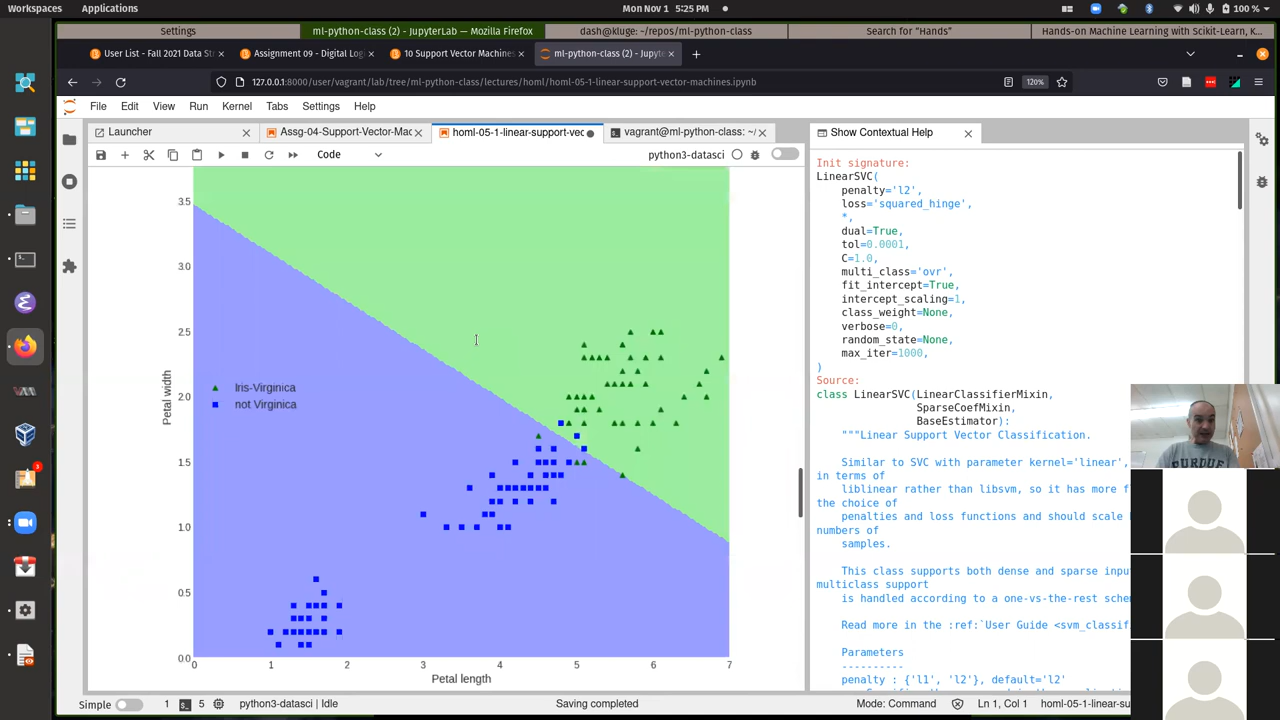 Workspaces Applications Mon Nov 1 5:25 PM 100 %
Settings ml-python-class (2) — JupyterLab — Mozilla Firefox dash@kluge: ~/repos/ml-python-class Search for "Hands" Hands-on Machine Learning with Scikit-Learn, K...
User List - Fall 2021 Data St Assignment 09 - Digital Logi 10 Support Vector Machines ml-python-class (2) - Jupyte
127.0.0.1:8000/user/vagrant/lab/tree/ml-python-class/lectures/homl/homl-05-1-linear-support-vector-machines.ipynb 120%
File Edit View Run Kernel Tabs Settings Help
Launcher Assg-04-Support-Vector-Mac homl-05-1-linear-support-vec vagrant@ml-python-class: ~/ Show Contextual Help
Code python3-datasci
Init signature:
LinearSVC(
penalty='l2',
loss='squared_hinge',
*,
dual=True,
tol=0.0001,
C=1.0,
multi_class='ovr',
fit_intercept=True,
intercept_scaling=1,
class_weight=None,
verbose=0,
random_state=None,
max_iter=1000,
)
Source:
class LinearSVC(LinearClassifierMixin,
SparseCoefMixin,
BaseEstimator):
"""Linear Support Vector Classification.
Similar to SVC with parameter kernel='linear',
in terms of
liblinear rather than libsvm, so it has more f
the choice of
penalties and loss functions and should scale
numbers of
samples.
This class supports both dense and sparse inpu
multiclass support
is handled according to a one-vs-the-rest sche
Read more in the :ref:`User Guide <svm_classif
Parameters
----------
penalty : {'l1', 'l2'}, default='l2'
3.5
3.0
2.5
2.0
1.5
1.0
0.5
0.0
Petal width
Iris-Virginica
not Virginica
0 1 2 3 4 5 6 7
Petal length
PURDUE
3
Simple 1 5 python3-datasci | Idle Saving completed Mode: Command Ln 1, Col 1 homl-05-1-linear-su